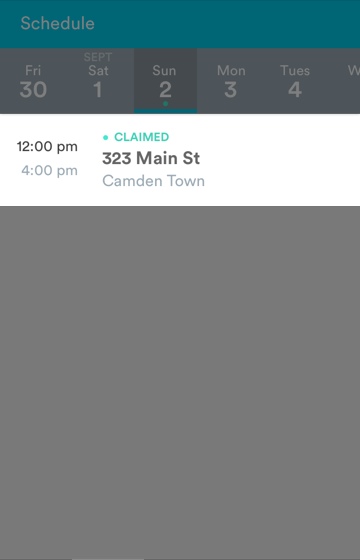 Schedule
SEPT
Fri Sat Sun Mon Tues W
30 1 2 3 4
12:00 pm
4:00 pm
• CLAIMED
323 Main St
Camden Town